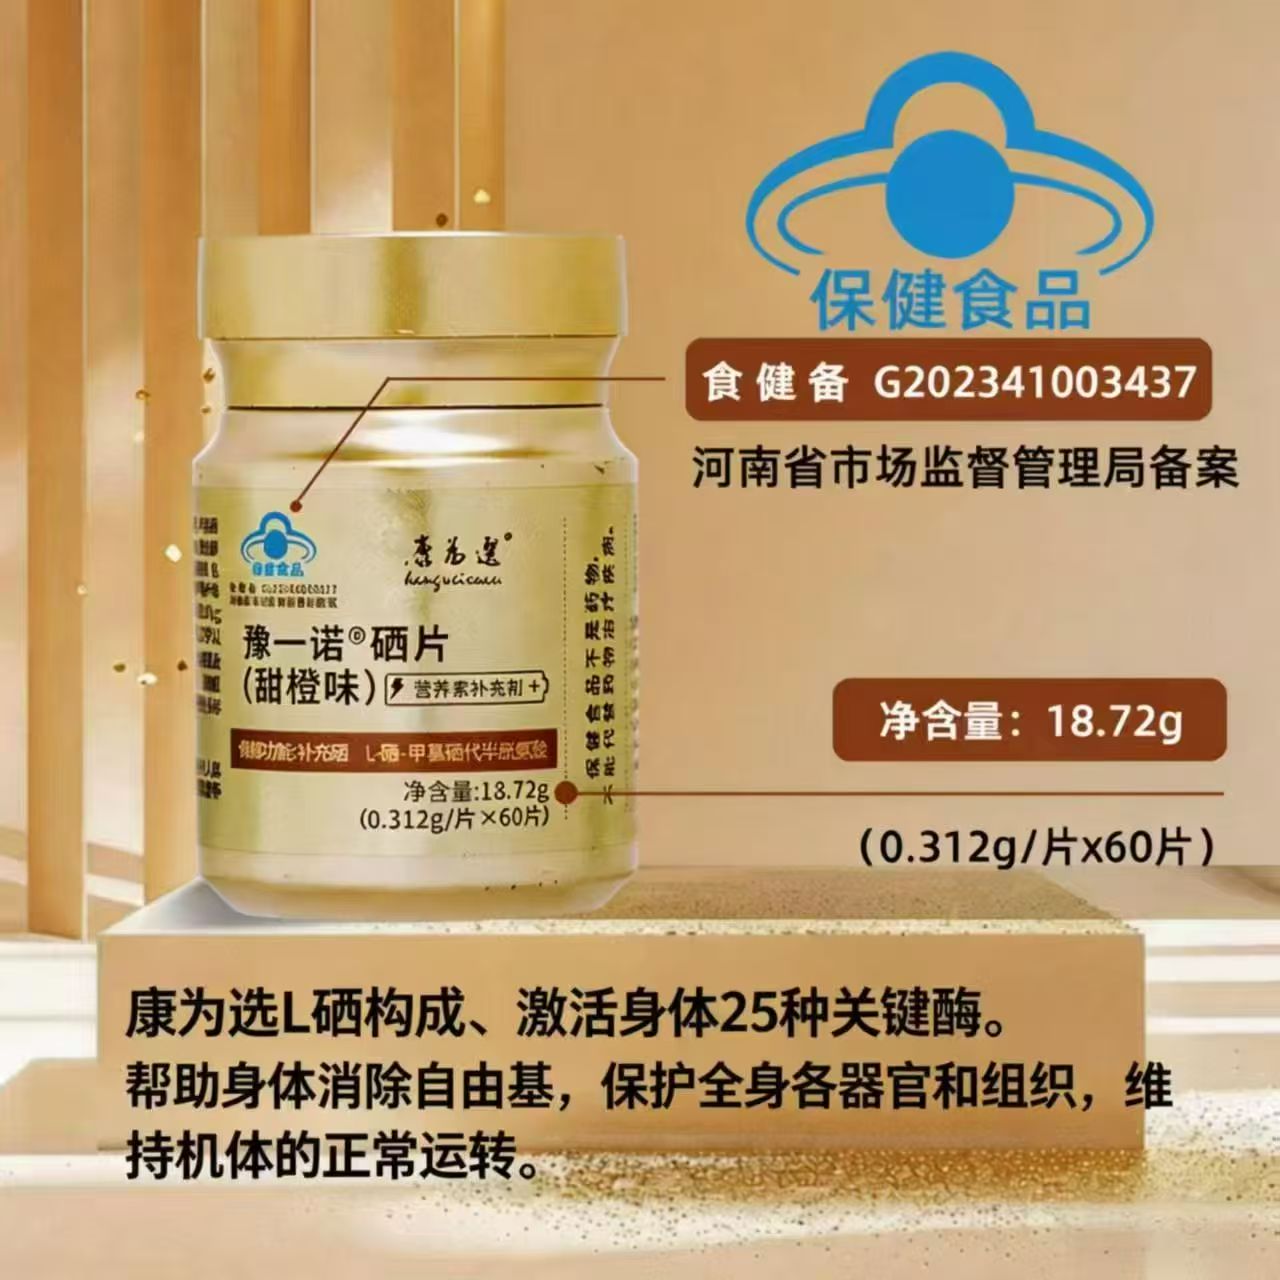 保健食品
食健备 G202341003437
河南省市场监督管理局备案
保健食品
康为选®
豫一诺®硒片
(甜橙味)
营养素补充剂+
保健功能:补充硒 L-硒-甲基硒代半胱氨酸
净含量:18.72g
(0.312g/片×60片)
保健食品不是药物,
不能代替药物治疗疾病。
净含量：18.72g
（0.312g/片x60片）
康为选L硒构成、激活身体25种关键酶。
帮助身体消除自由基，保护全身各器官和组织，维
持机体的正常运转。